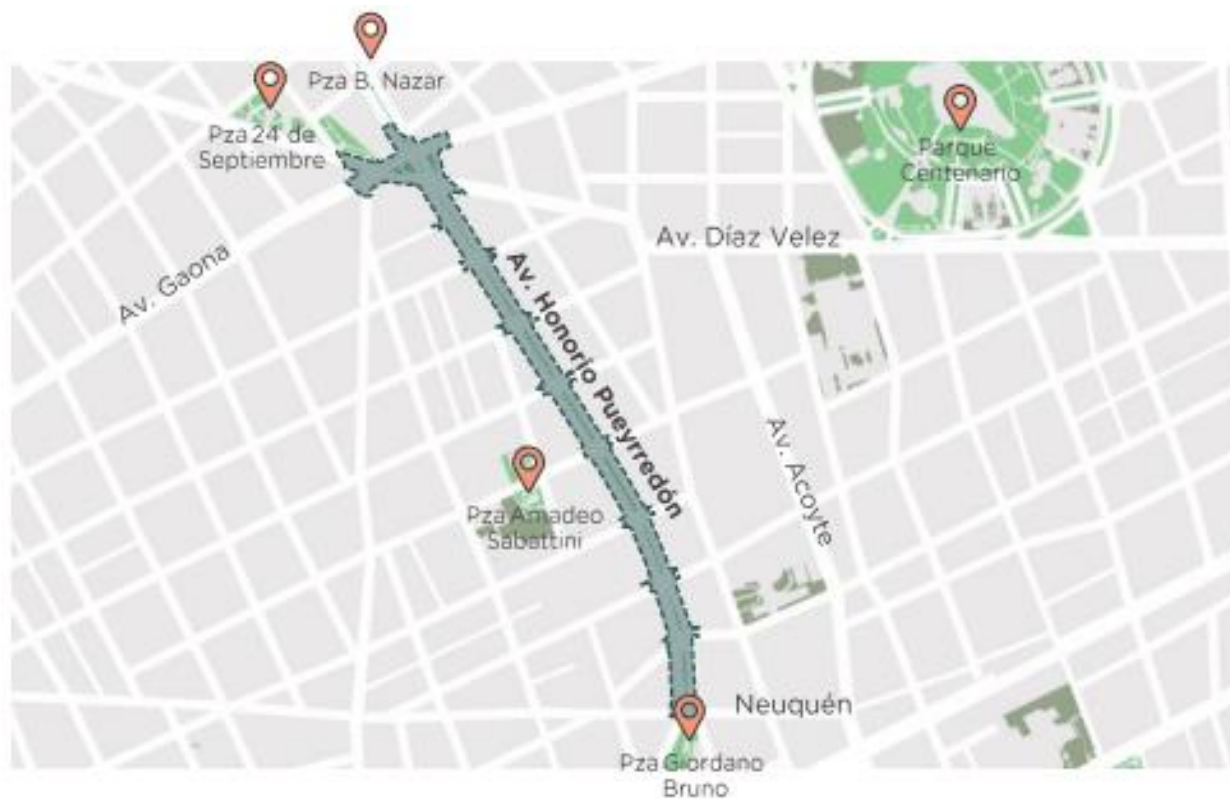 Pza B. Nazar
Pza 24 de
Septiembre
Parque
Centenario
Av. Díaz Velez
Av. Gaona
Av. Honorio Pueyrredón
Av. Acoyte
Pza Amadeo
Sabattini
Neuquén
Pza Giordano
Bruno